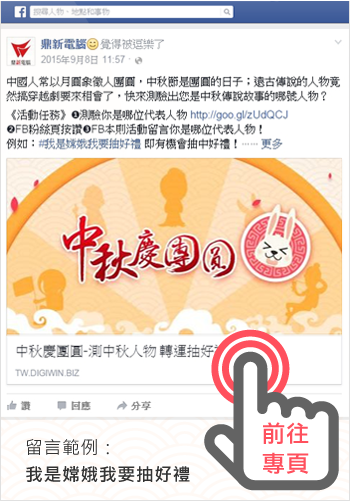 搜尋人物、地點和事物
鼎新電腦 覺得被逗樂了
2015年9月8日 11:57
中國人常以月圓象徵人團圓，中秋節是團圓的日子；遠古傳說的人物竟
然搞穿越劇要來相會了，快來測驗出您是中秋傳說故事的哪號人物？
《活動任務》❶測驗你是哪位代表人物 http://goo.gl/zUdQCJ
❷FB粉絲頁按讚❸FB本則活動留言你是哪位代表人物！
例如：#我是嫦娥我要抽好禮！ 即有機會抽中好禮！…… 更多
中秋慶團圓
中秋慶團圓-測中秋人物 轉運抽好
TW.DIGIWIN.BIZ
讚 回應 分享
留言範例：
我是嫦娥我要抽好禮
前往
專頁